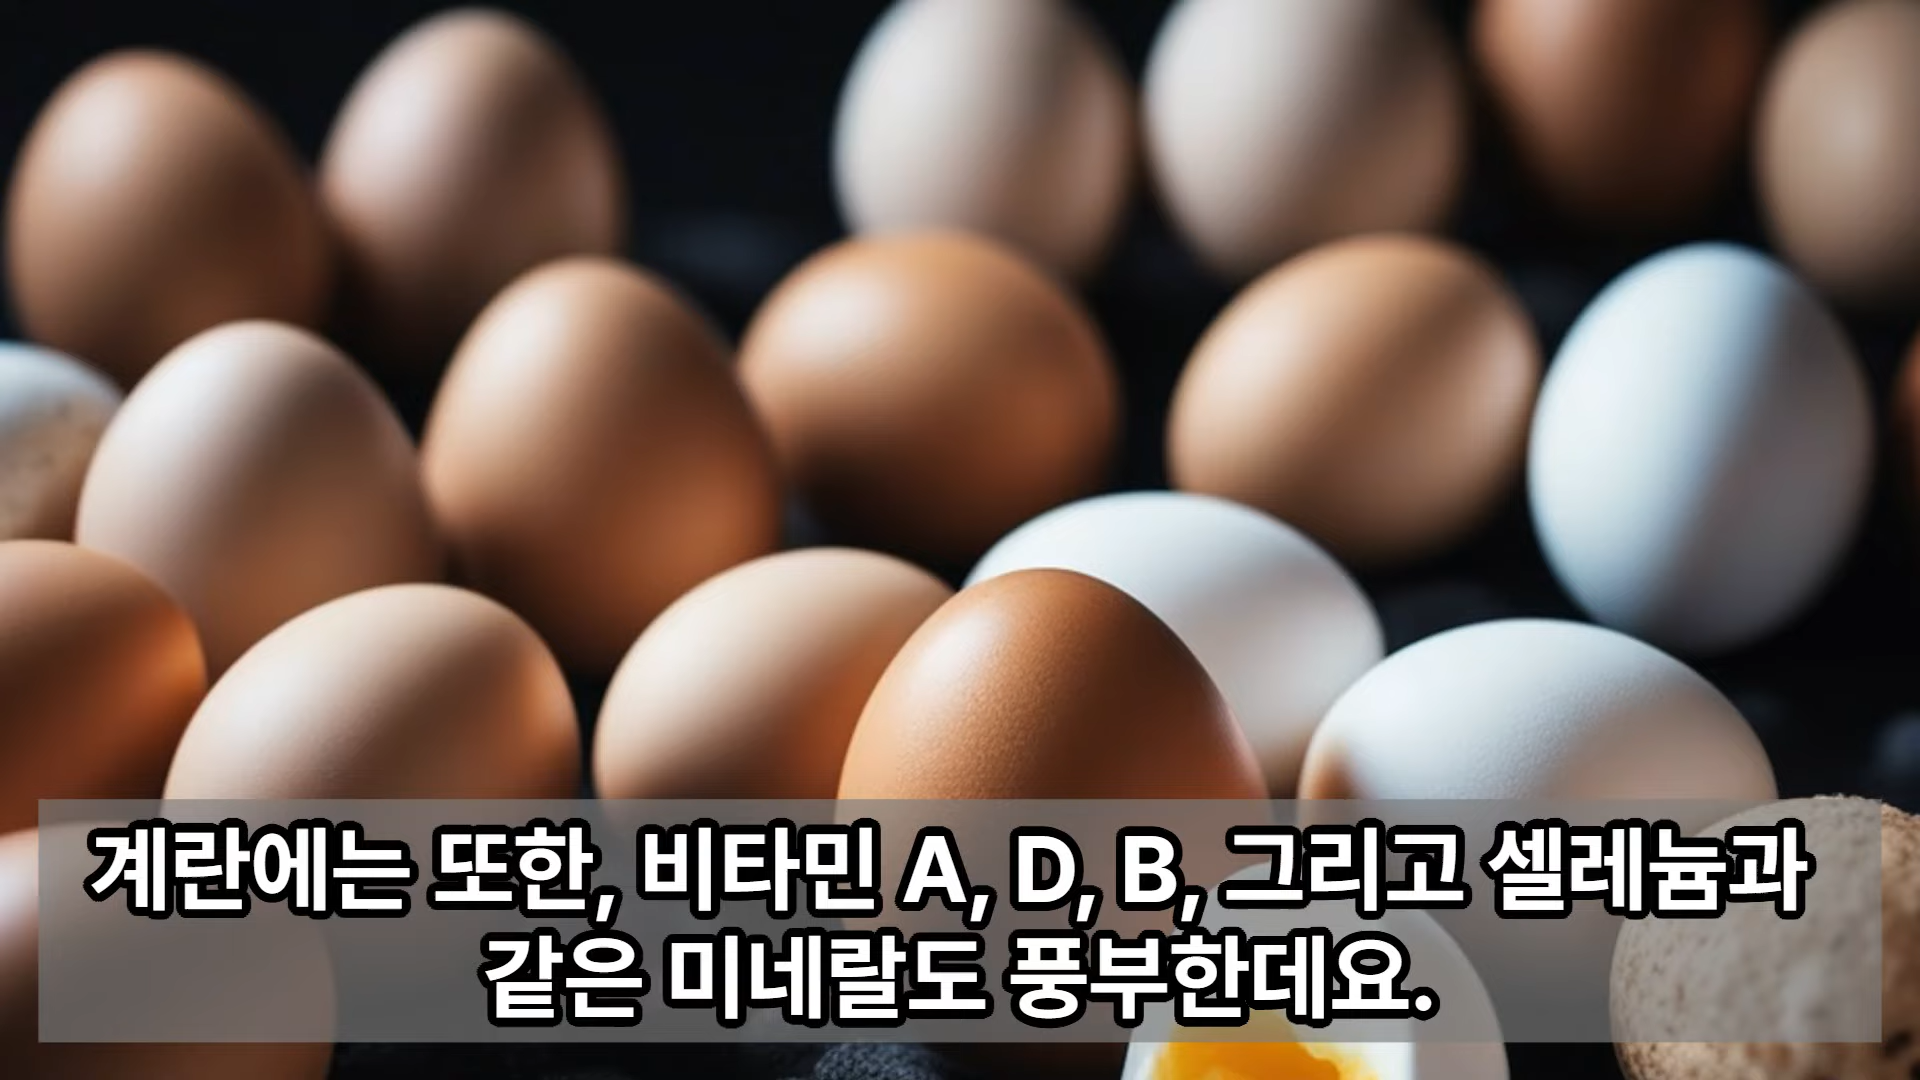 계란에는 또한, 비타민 A, D, B, 그리고 셀레늄과
같은 미네랄도 풍부한데요.